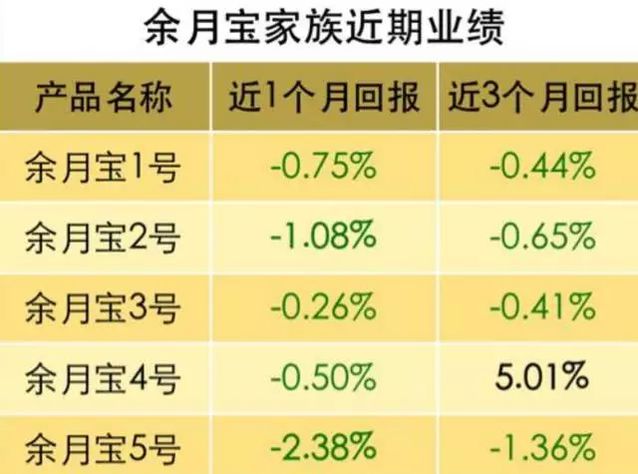 余月宝家族近期业绩
产品名称 近1个月回报 近3个月回报
余月宝1号 -0.75% -0.44%
余月宝2号 -1.08% -0.65%
余月宝3号 -0.26% -0.41%
余月宝4号 -0.50% 5.01%
余月宝5号 -2.38% -1.36%